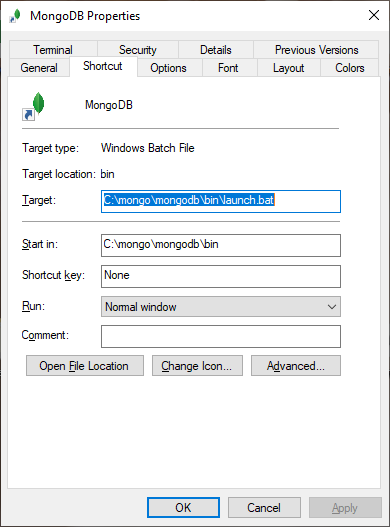 MongoDB Properties
Terminal Security Details Previous Versions
General Shortcut Options Font Layout Colors
MongoDB
Target type: Windows Batch File
Target location: bin
Target: C:\mongo\mongodb\bin\launch.bat
Start in: C:\mongo\mongodb\bin
Shortcut key: None
Run: Normal window
Comment:
Open File Location Change Icon... Advanced...
OK Cancel Apply